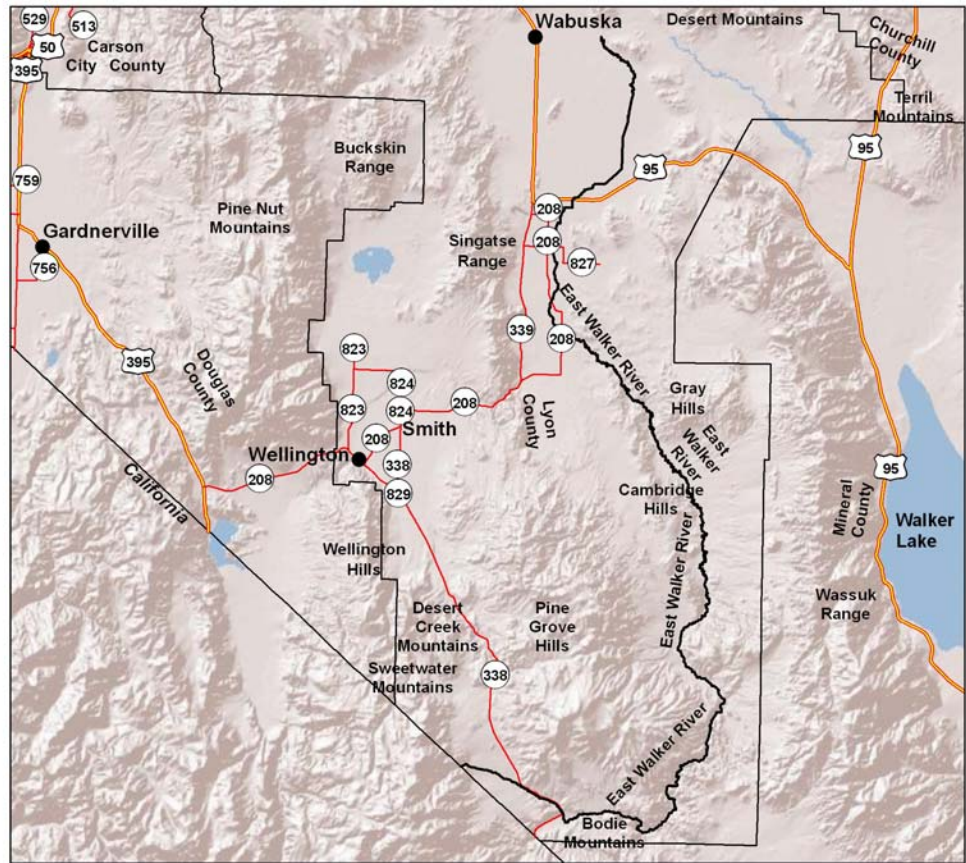 529
513
50
395
Carson
City County
Wabuska
Desert Mountains
Churchill
County
Terril
Mountains
95
95
Buckskin
Range
759
Pine Nut
Mountains
Gardnerville
756
208
208
827
Singatse
Range
East Walker River
339
208
395
Douglas
County
823
824
823
824
208
Smith
208
Lyon
County
Gray
Hills
East
Walker
River
Wellington
338
829
208
California
Cambridge
Hills
95
Mineral
County
Walker
Lake
Wellington
Hills
East Walker River
Wassuk
Range
Desert
Creek
Mountains
Pine
Grove
Hills
Sweetwater
Mountains
338
East Walker River
Bodie
Mountains